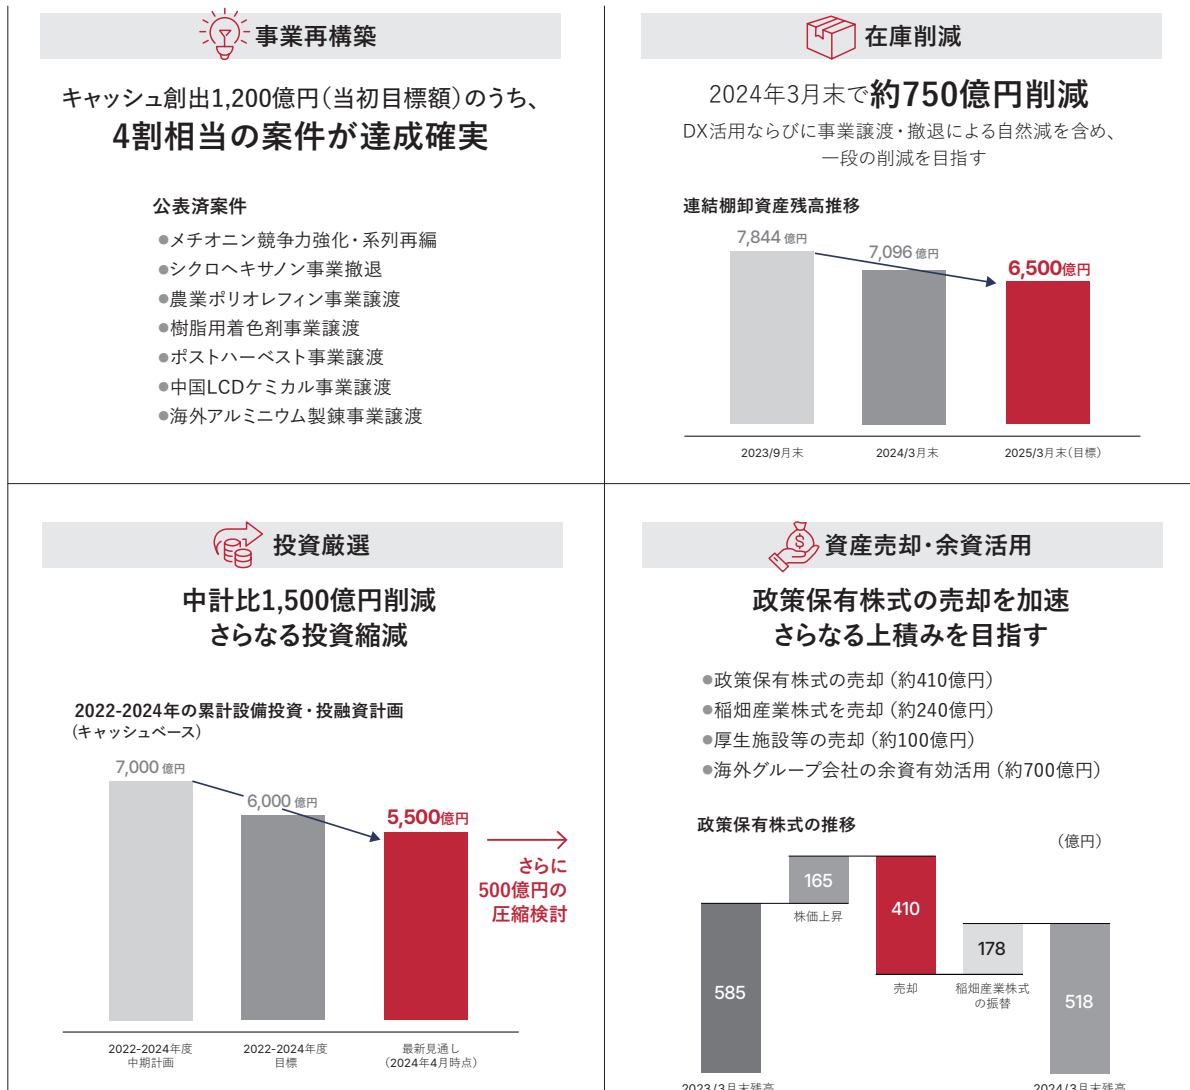 事業再構築
キャッシュ創出1,200億円（当初目標額）のうち、
4割相当の案件が達成確実
公表済案件
●メチオニン競争力強化・系列再編
●シクロヘキサノン事業撤退
●農業ポリオレフィン事業譲渡
●樹脂用着色剤事業譲渡
●ポストハーベスト事業譲渡
●中国LCDケミカル事業譲渡
●海外アルミニウム製錬事業譲渡
在庫削減
2024年3月末で約750億円削減
DX活用ならびに事業譲渡・撤退による自然減を含め、
一段の削減を目指す
連結棚卸資産残高推移
7,844 億円
7,096 億円
6,500億円
2023/9月末
2024/3月末
2025/3月末（目標）
投資厳選
中計比1,500億円削減
さらなる投資縮減
2022-2024年の累計設備投資・投融資計画
（キャッシュベース）
7,000 億円
6,000 億円
5,500億円
さらに
500億円の
圧縮検討
2022-2024年度
中期計画
2022-2024年度
目標
最新見通し
（2024年4月時点）
資産売却・余資活用
政策保有株式の売却を加速
さらなる上積みを目指す
●政策保有株式の売却（約410億円）
●稲畑産業株式を売却（約240億円）
●厚生施設等の売却（約100億円）
●海外グループ会社の余資有効活用（約700億円）
政策保有株式の推移
（億円）
585
165
株価上昇
410
売却
178
稲畑産業株式
の振替
518
2023/3月末残高
2024/3月末残高